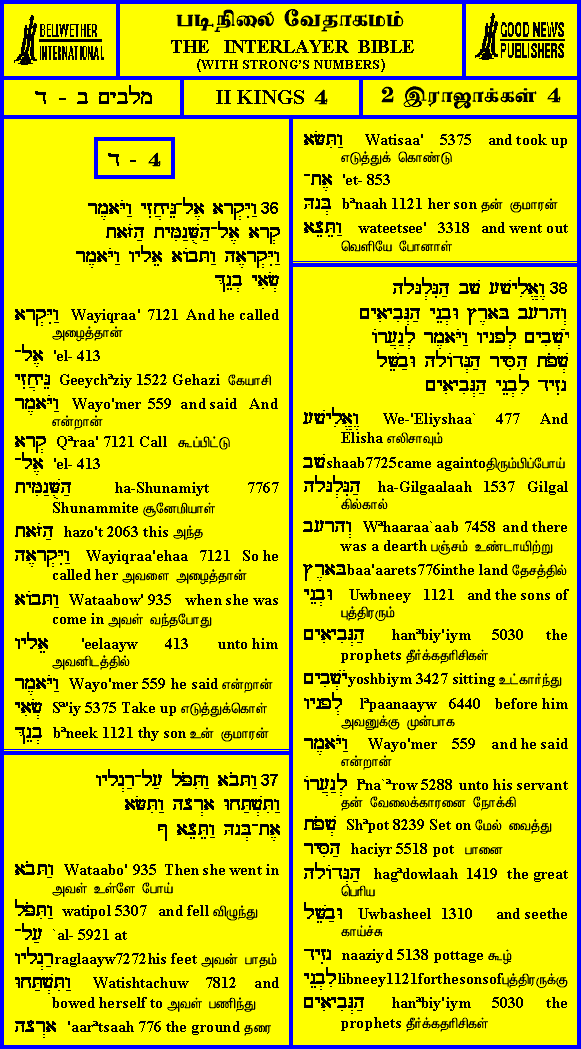 BELLWETHER
INTERNATIONAL
படிநிலை வேதாகமம்
THE INTERLAYER BIBLE
(WITH STRONG'S NUMBERS)
GOOD NEWS
PUBLISHERS
מלכים ב - ד
II KINGS 4
2 இராஜாக்கள் 4
ד - 4
36 וַיִּקְרָא אֶל־גֵּיחֲזִי וַיֹּאמֶר
קְרָא אֶל־הַשֻּׁנַמִּית הַזֹּאת
וַיִּקְרָאֶהָ וַתָּבוֹא אֵלָיו וַיֹּאמֶר
שְׂאִי בְנֵךְ
וַיִּקְרָא Wayiqraa' 7121 And he called
அழைத்தான்
אֶל־ 'el- 413
גֵּיחֲזִי Geeychªziy 1522 Gehazi கேயாசி
וַיֹּאמֶר Wayo'mer 559 and said And
என்றான்
קְרָא Qªraa' 7121 Call கூப்பிட்டு
אֶל־ 'el- 413
הַשֻּׁנַמִּית ha-Shunamiyt 7767
Shunammite சூனேமியாள்
הַזֹּאת hazo't 2063 this அந்த
וַיִּקְרָאֶהָ Wayiqraa'ehaa 7121 So he
called her அவளை அழைத்தான்
וַתָּבוֹא Wataabow' 935 when she was
come in அவள் வந்தபோது
אֵלָיו 'eelaayw 413 unto him
அவனிடத்தில்
וַיֹּאמֶר Wayo'mer 559 he said என்றான்
שְׂאִי Sª'iy 5375 Take up எடுத்துக்கொள்
בְנֵךְ bªneek 1121 thy son உன் குமாரன்
37 וַתָּבֹא וַתִּפֹּל עַל־רַגְלָיו
וַתִּשְׁתַּחוּ אָרְצָה וַתִּשָּׂא
אֶת־בְּנָהּ וַתֵּצֵא ף
וַתָּבֹא Wataabo' 935 Then she went in
அவள் உள்ளே போய்
וַתִּפֹּל watipol 5307 and fell விழுந்து
עַל־ `al- 5921 at
רַגְלָיו raglaayw7272his feet அவன் பாதம்
וַתִּשְׁתַּחוּ Watishtachuw 7812 and
bowed herself to அவள் பணிந்து
אָרְצָה 'aarªtsaah 776 the ground தரை
וַתִּשָּׂא Watisaa' 5375 and took up
எடுத்துக் கொண்டு
אֶת־ 'et- 853
בְּנָהּ bªnaah 1121 her son தன் குமாரன்
וַתֵּצֵא wateetsee' 3318 and went out
வெளியே போனாள்
38 וֶאֱלִישָׁע שָׁב הַגִּלְגָּלָה
וְהָרָעָב בָּאָרֶץ וּבְנֵי הַנְּבִיאִים
יֹשְׁבִים לְפָנָיו וַיֹּאמֶר לְנַעֲרוֹ
שְׁפֹת הַסִּיר הַגְּדוֹלָה וּבַשֵּׁל
נָזִיד לִבְנֵי הַנְּבִיאִים
וֶאֱלִישָׁע We-'Eliyshaa` 477 And
Elisha எலிசாவும்
שָׁב shaab7725came againtoதிரும்பிப்போய்
הַגִּלְגָּלָה ha-Gilgaalaah 1537 Gilgal
கில்கால்
וְהָרָעָב Wªhaaraa`aab 7458 and there
was a dearth பஞ்சம் உண்டாயிற்று
בָּאָרֶץ baa'aarets776inthe land தேசத்தில்
וּבְנֵי Uwbneey 1121 and the sons of
புத்திரரும்
הַנְּבִיאִים hanªbiy'iym 5030 the
prophets தீர்க்கதரிசிகள்
יֹשְׁבִים yoshbiym 3427 sitting உட்கார்ந்து
לְפָנָיו lªpaanaayw 6440 before him
அவனுக்கு முன்பாக
וַיֹּאמֶר Wayo'mer 559 and he said
என்றான்
לְנַעֲרוֹ lªna`ªrow 5288 unto his servant
தன் வேலைக்காரனை நோக்கி
שְׁפֹת Shªpot 8239 Set on மேல் வைத்து
הַסִּיר haciyr 5518 pot பானை
הַגְּדוֹלָה hagªdowlaah 1419 the great
பெரிய
וּבַשֵּׁל Uwbasheel 1310 and seethe
காய்ச்சு
נָזִיד naaziyd 5138 pottage கூழ்
לִבְנֵי libneey1121forthesonsofபுத்திரருக்கு
הַנְּבִיאִים hanªbiy'iym 5030 the
prophets தீர்க்கதரிசிகள்